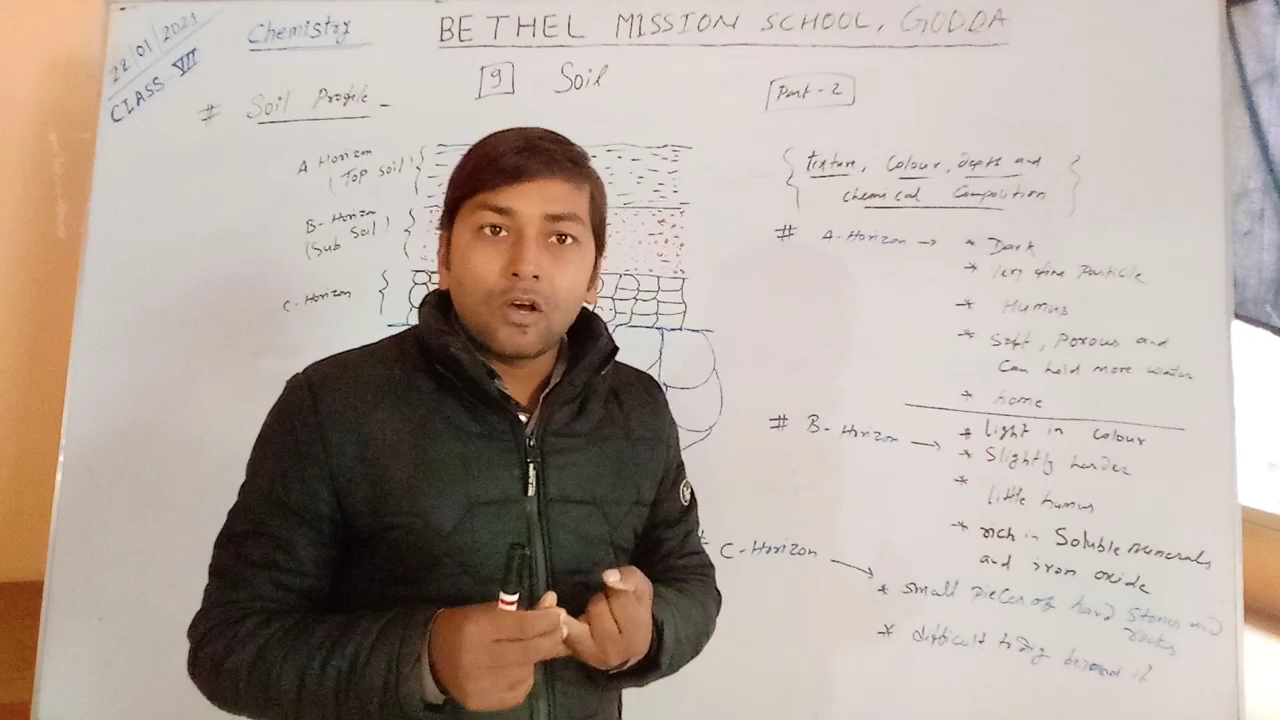 22/01/2021
CLASS VII
Chemistry
BETHEL MISSION SCHOOL, GODDA
9 Soil
Part-2
# Soil Profile -
A Horizon
(Top soil)
B-Horizon
(Sub Soil)
C-Horizon
{ texture, Colour, depth and }
chemical Composition
# A-Horizon → * Dark
* Very fine Particle
* Humus
* Soft, Porous and
Can hold more water
* home
# B-Horizon → * light in colour
* Slightly harder
* little humus
* rich in Soluble minerals
and iron oxide
C-Horizon → * small pieces of hard stones and
rocks
* difficult to dig beyond it